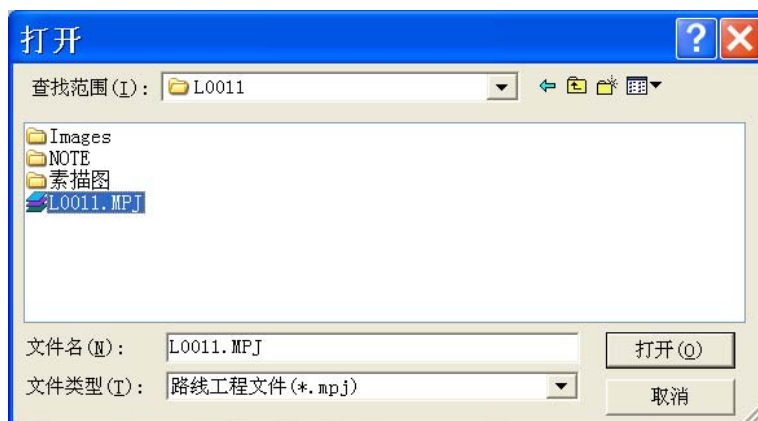 打开
查找范围(I): L0011
Images
NOTE
素描图
L0011.MPJ
文件名(N): L0011.MPJ 打开(O)
文件类型(T): 路线工程文件(*.mpj) 取消